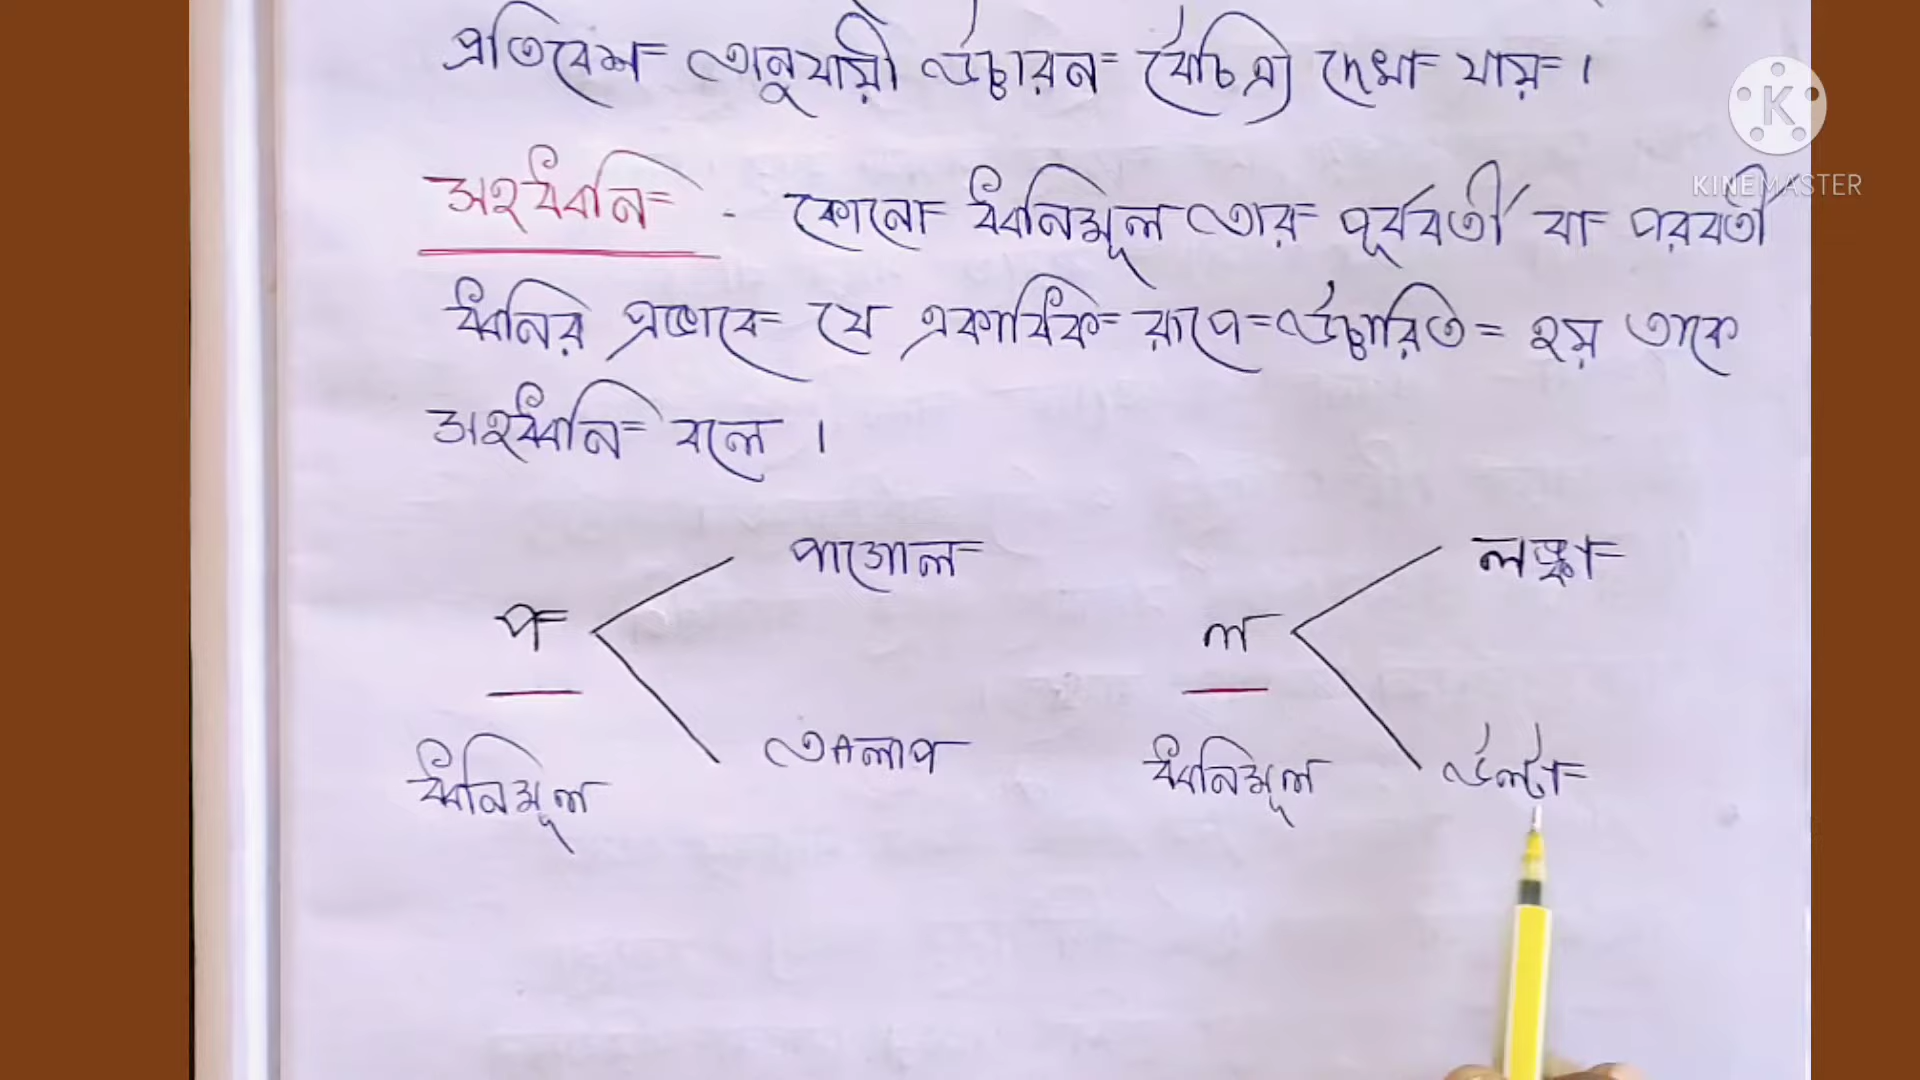 প্রতিবেশ অনুযায়ী উচ্চারন বৈচিত্র্য দেখা যায়।
সহধ্বনি - কোনো ধ্বনিমূল তার পূর্ববর্তী বা পরবর্তী
ধ্বনির প্রভাবে যে একাধিক রূপে উচ্চারিত হয় তাকে
সহধ্বনি বলে।
পাগোল
প
আলাপ
ধ্বনিমূল
লঙ্কা
ল
উল্টা
ধ্বনিমূল
K
KINEMASTER